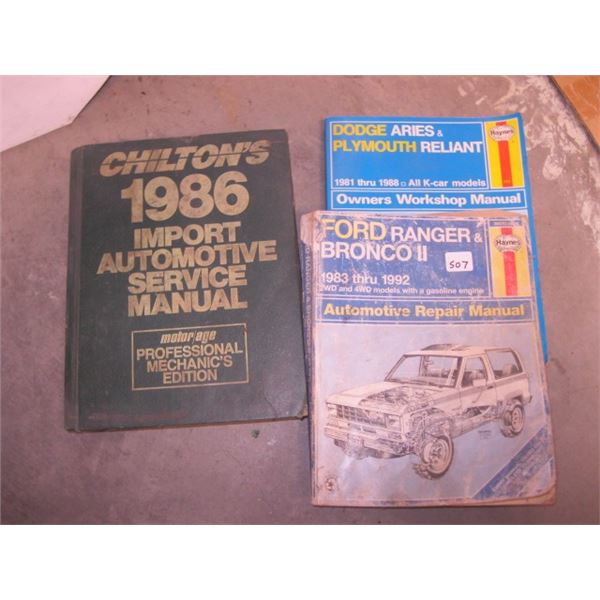 CHILTON'S
1986
IMPORT
AUTOMOTIVE
SERVICE
MANUAL
motor/age
PROFESSIONAL
MECHANIC'S
EDITION
DODGE ARIES &
PLYMOUTH RELIANT
Haynes
1981 thru 1988 □ All K-car models
Owners Workshop Manual
FORD RANGER &
BRONCO II
Haynes
507
1983 thru 1992
2WD and 4WD models with a gasoline engine
Automotive Repair Manual